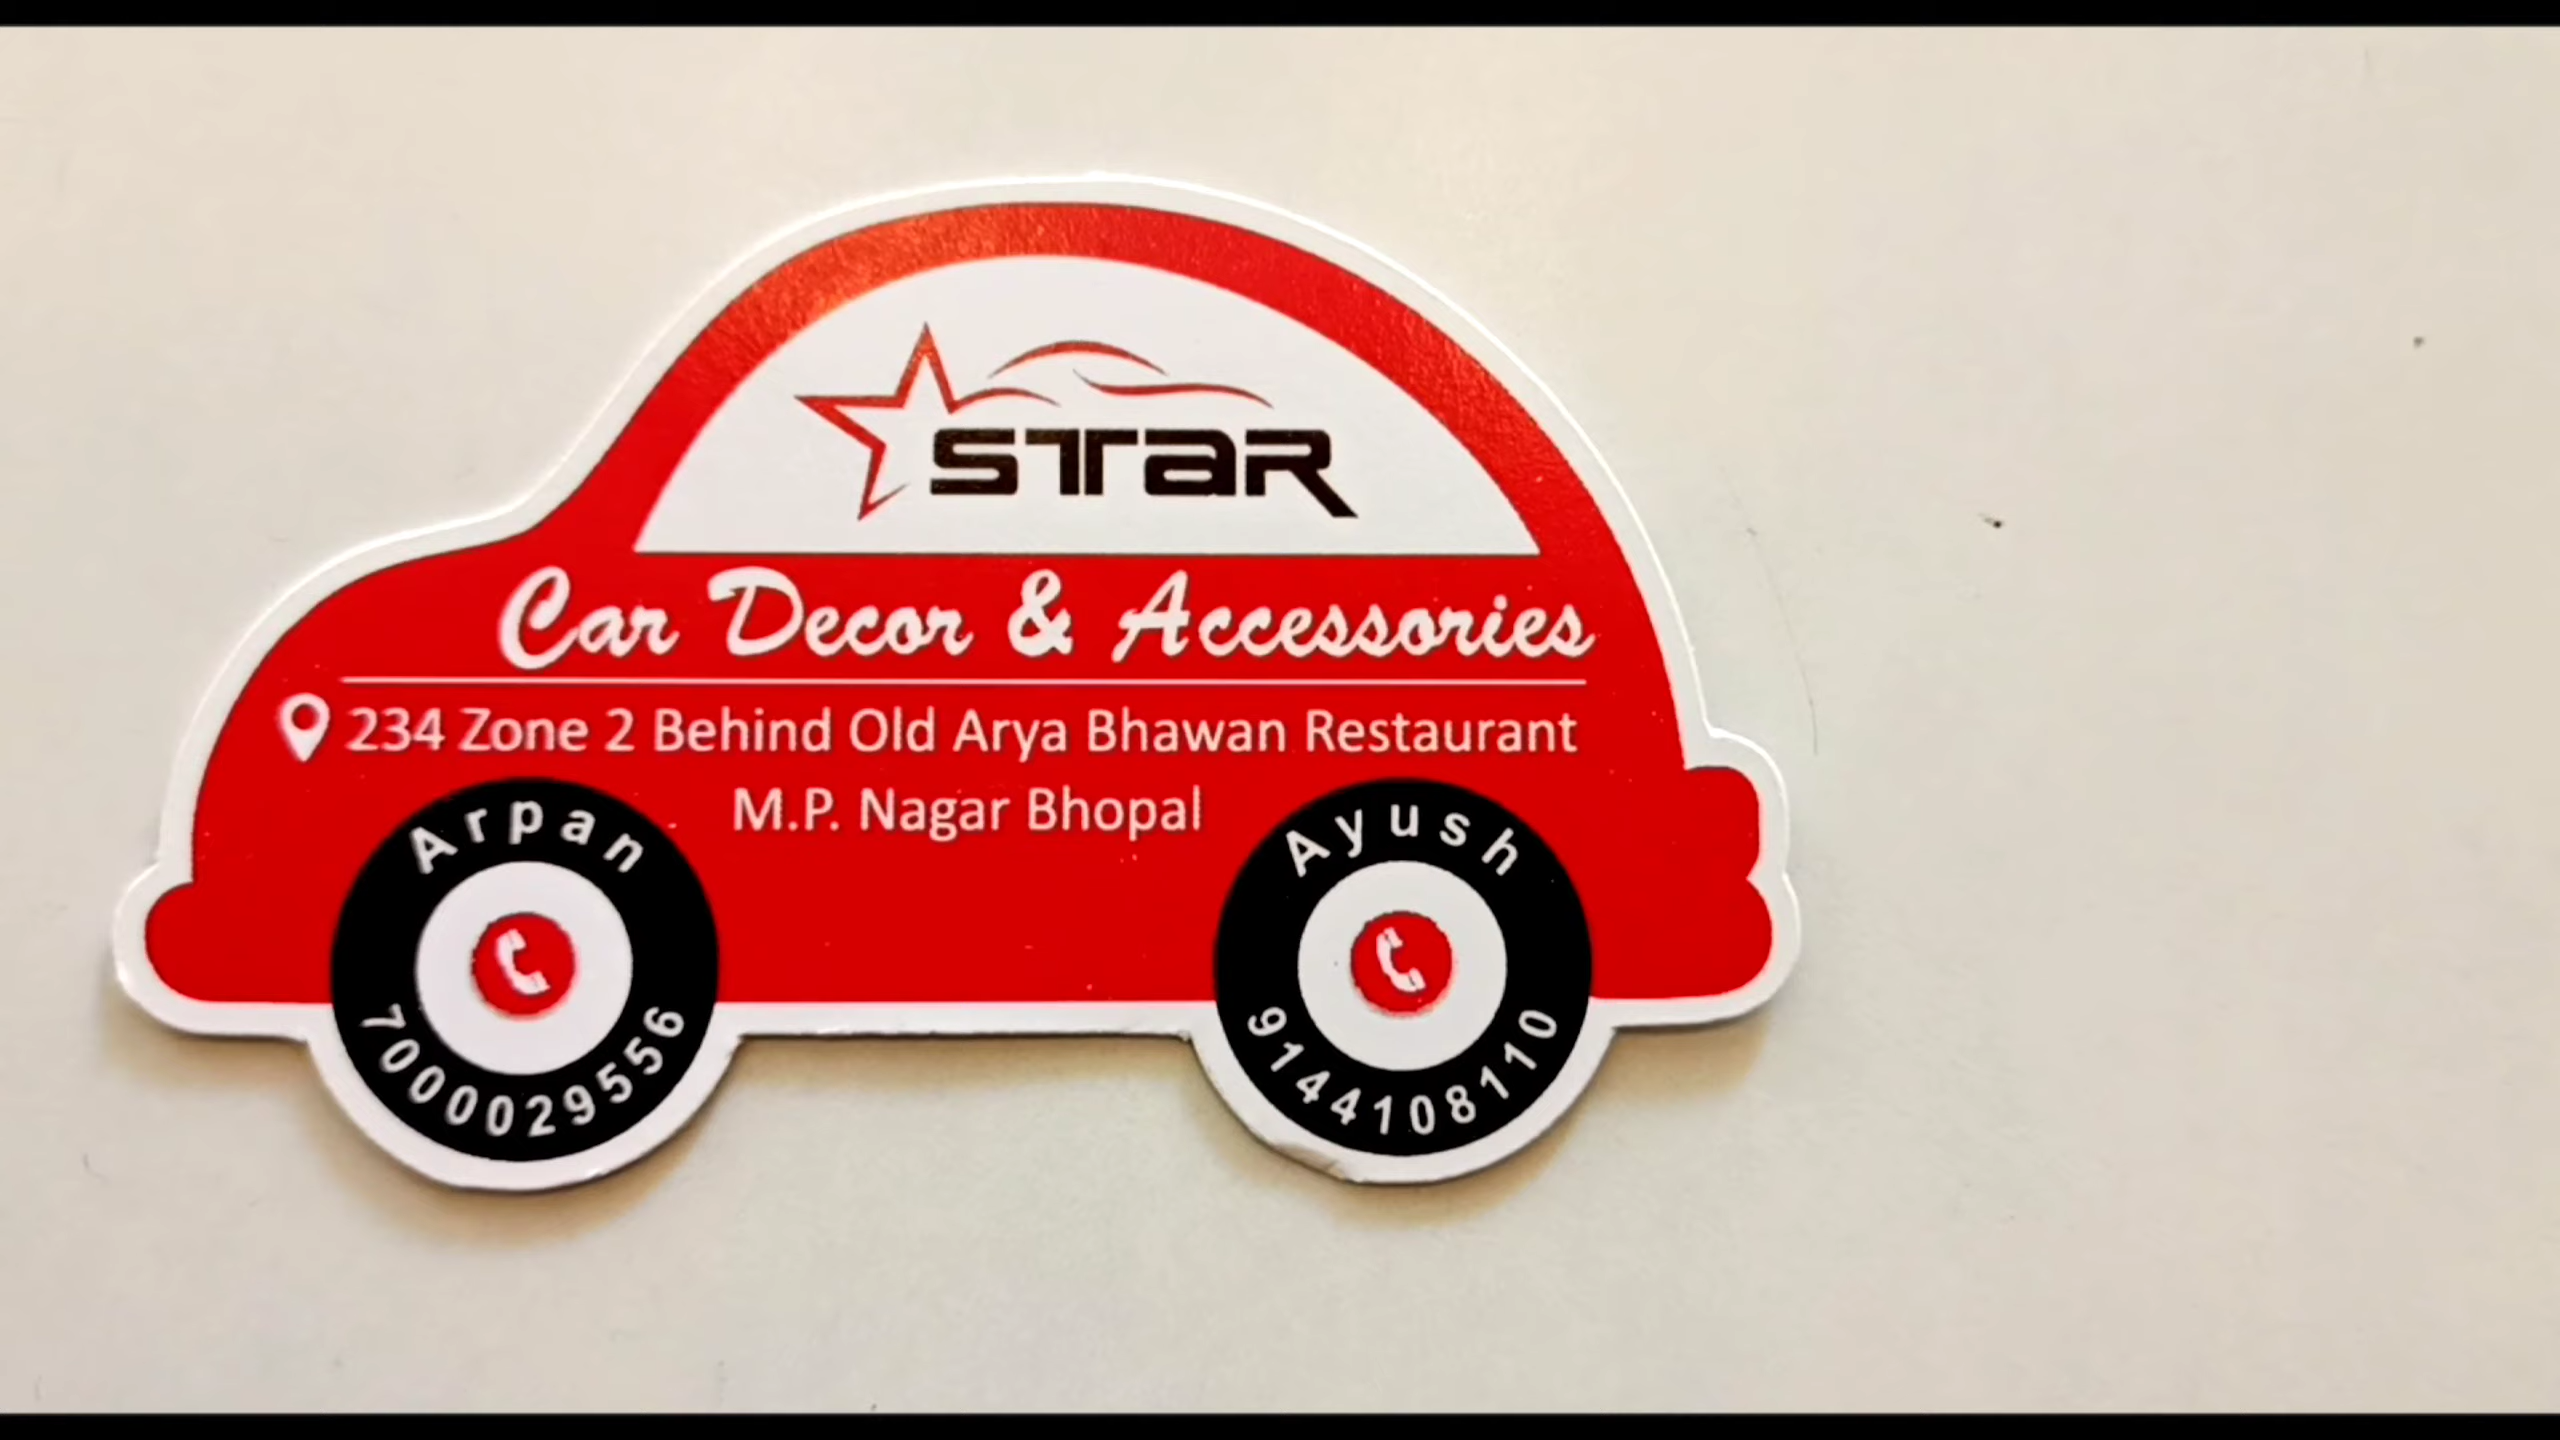 STAR
Car Decor & Accessories
234 Zone 2 Behind Old Arya Bhawan Restaurant
M.P. Nagar Bhopal
Arpan
7000029556
Ayush
9144108110